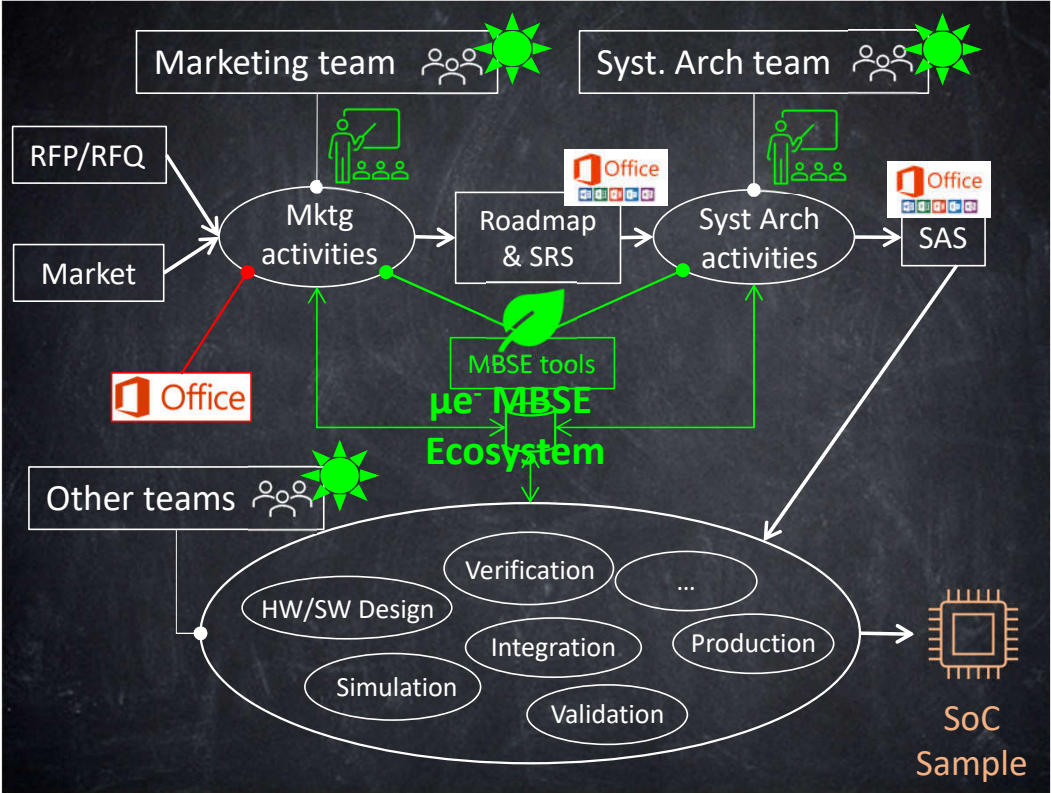 Marketing team
Syst. Arch team
RFP/RFQ
Office
Office
Mktg
activities
Roadmap
& SRS
Syst Arch
activities
SAS
Market
MBSE tools
Office
µe- MBSE
Ecosystem
Other teams
Verification
...
HW/SW Design
Integration
Production
Simulation
Validation
SoC
Sample